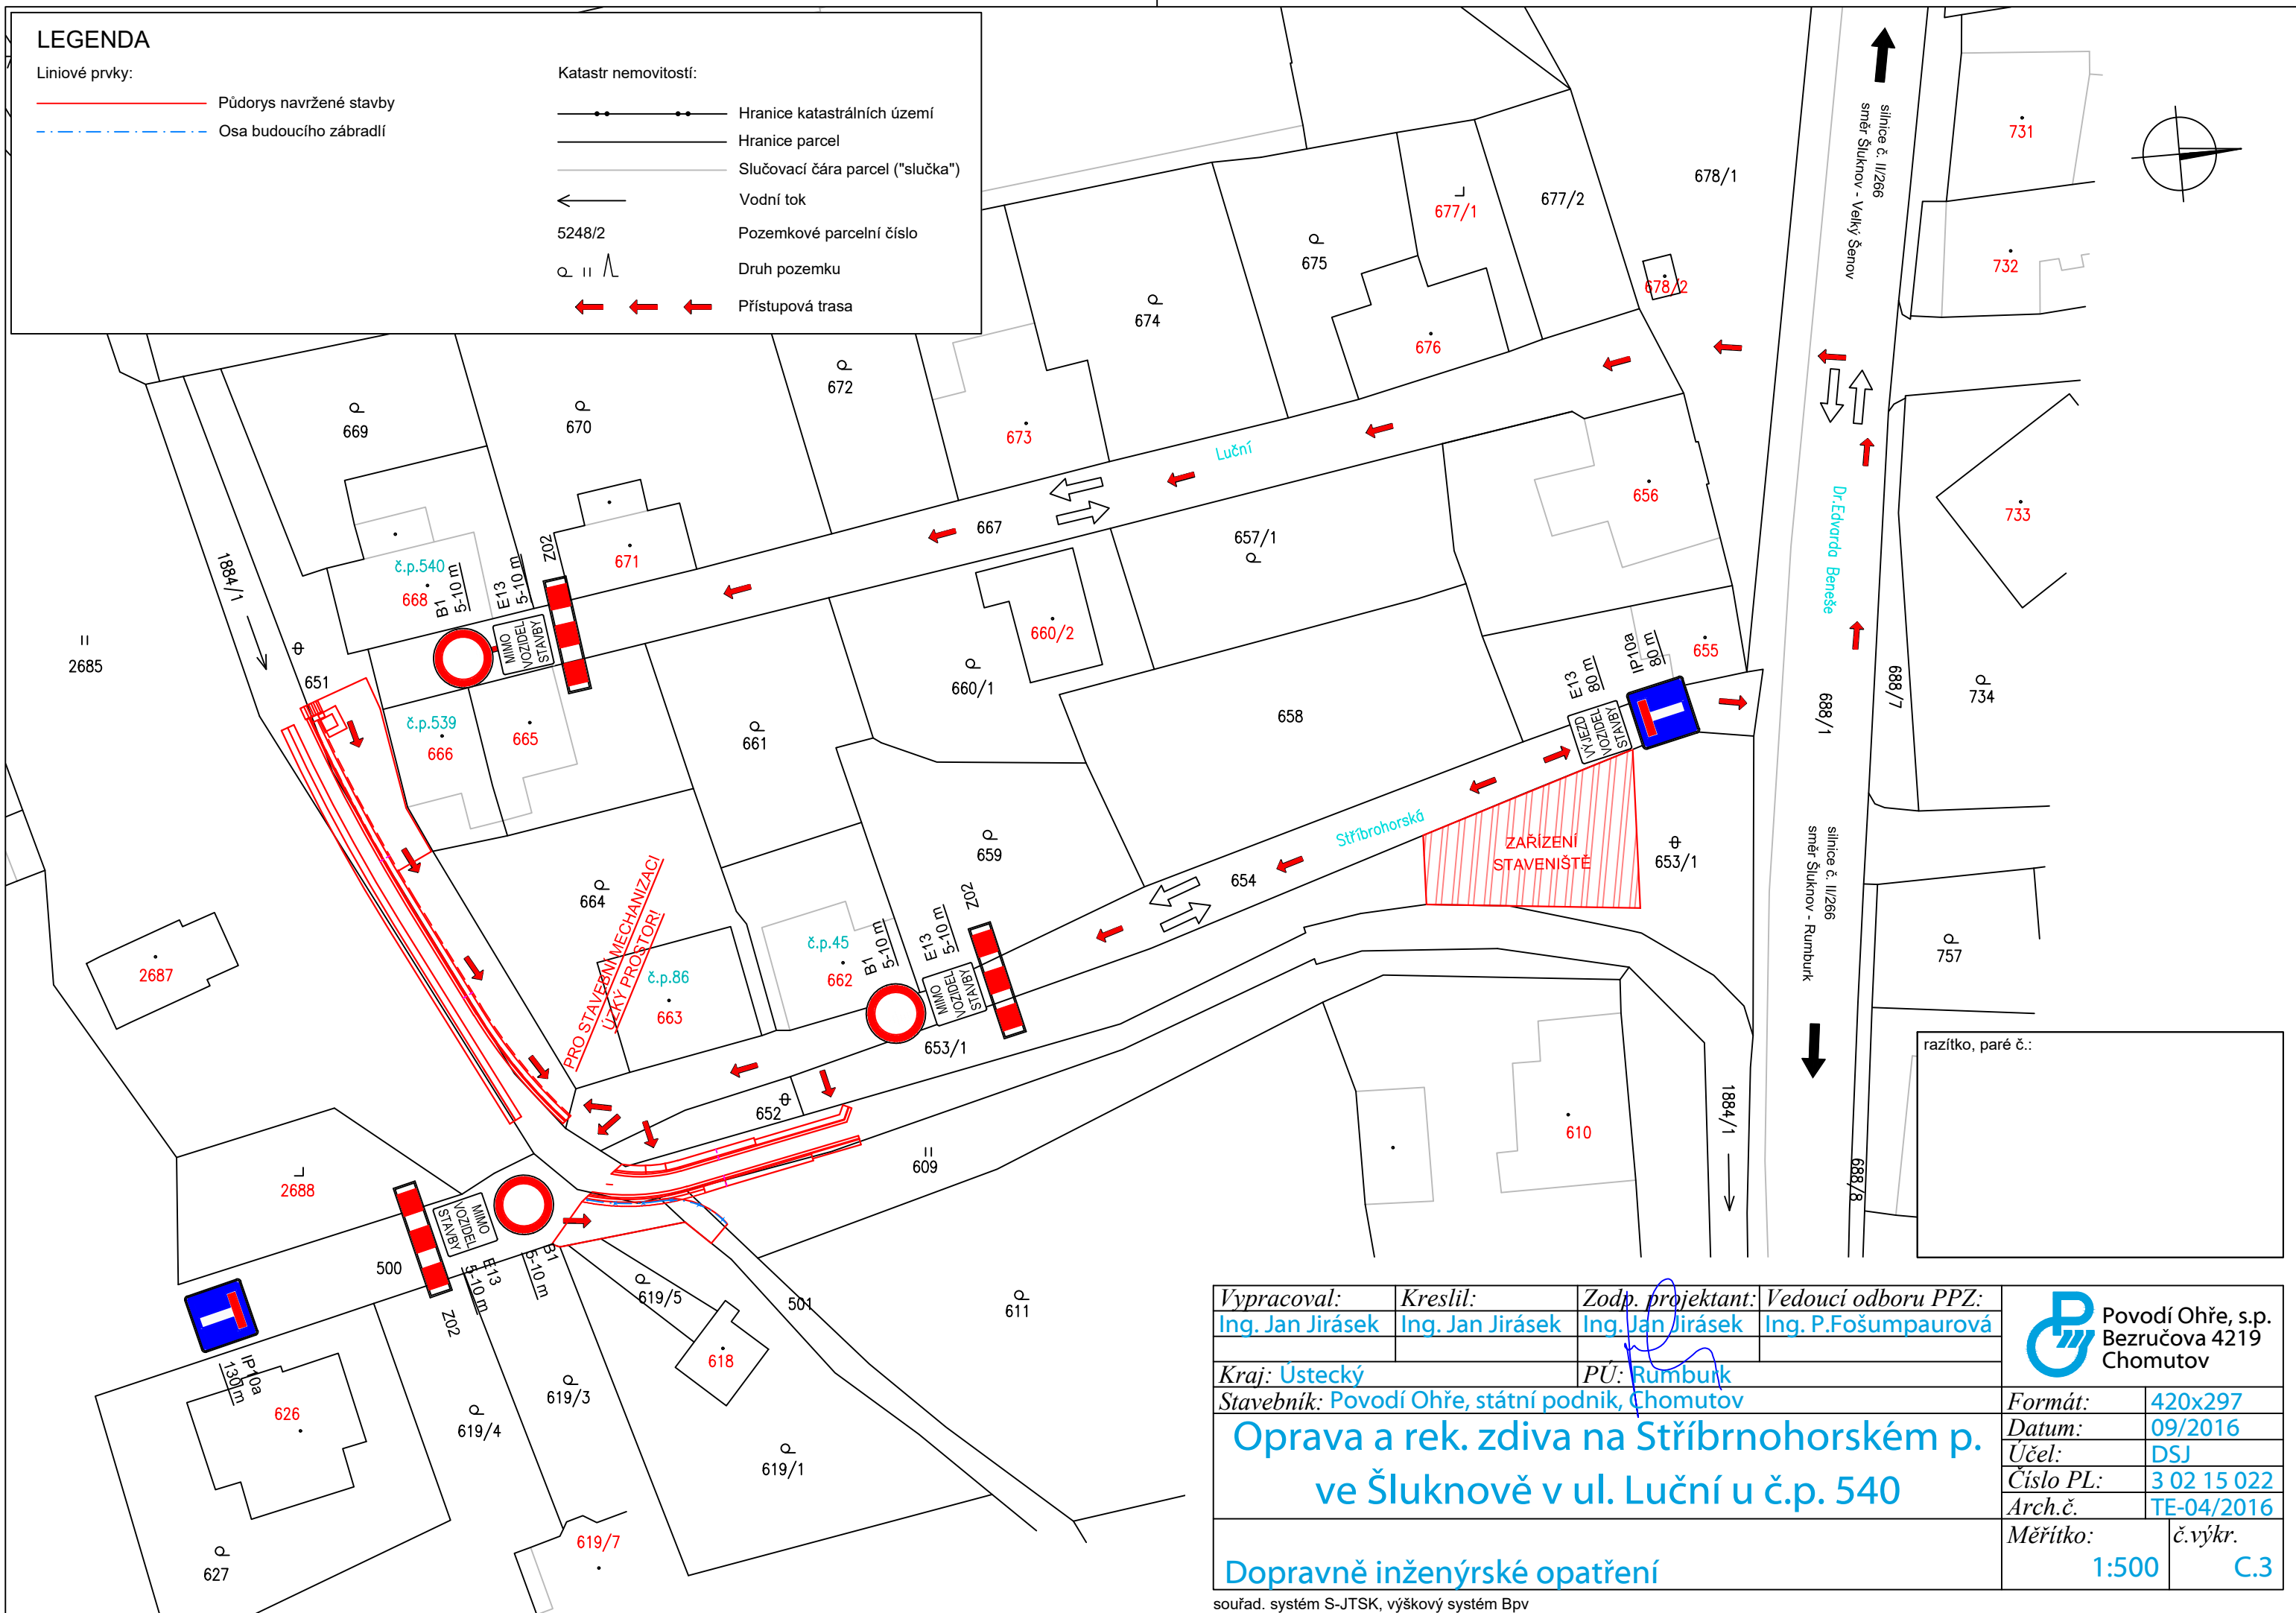 LEGENDA
Liniové prvky:
Půdorys navržené stavby
Osa budoucího zábradlí
Katastr nemovitostí:
Hranice katastrálních území
Hranice parcel
Slučovací čára parcel ("slučka")
Vodní tok
5248/2
Pozemkové parcelní číslo
Druh pozemku
Přístupová trasa
silnice č. II/266
směr Šluknov - Velký Šenov
731
732
678/1
677/2
677/1
675
674
676
678/2
672
673
669
670
671
Luční
667
657/1
656
733
Dr.Edvarda Beneše
1884/1
č.p.540
668
B1
5-10 m
E13
5-10 m
Z02
MIMO
VOZIDEL
STAVBY
2685
651
č.p.539
666
665
661
660/2
660/1
658
E13
80 m
IP10a
80 m
655
VÝJEZD
VOZIDEL
STAVBY
688/1
688/7
734
Stříbrohorská
ZAŘÍZENÍ
STAVENIŠTĚ
653/1
silnice č. II/266
směr Šluknov - Rumburk
659
654
664
PRO STAVEBNÍ MECHANIZACI
ÚZKÝ PROSTOR!
č.p.86
663
č.p.45
662
B1
5-10 m
E13
5-10 m
Z02
MIMO
VOZIDEL
STAVBY
653/1
2687
757
652
609
610
1884/1
688/8
razítko, paré č.:
2688
MIMO
VOZIDEL
STAVBY
500
E13
5-10 m
B1
5-10 m
Z02
IP10a
130 m
619/5
501
611
618
626
619/4
619/3
619/1
619/7
627
Vypracoval:
Kreslil:
Zodp. projektant:
Vedoucí odboru PPZ:
Ing. Jan Jirásek
Ing. Jan Jirásek
Ing. Jan Jirásek
Ing. P.Fošumpaurová
Kraj: Ústecký
PÚ: Rumburk
Stavebník: Povodí Ohře, státní podnik, Chomutov
Povodí Ohře, s.p.
Bezručova 4219
Chomutov
Oprava a rek. zdiva na Stříbrnohorském p.
ve Šluknově v ul. Luční u č.p. 540
Formát: 420x297
Datum: 09/2016
Účel: DSJ
Číslo PL: 3 02 15 022
Arch.č. TE-04/2016
Měřítko: 1:500
č.výkr. C.3
Dopravně inženýrské opatření
souřad. systém S-JTSK, výškový systém Bpv